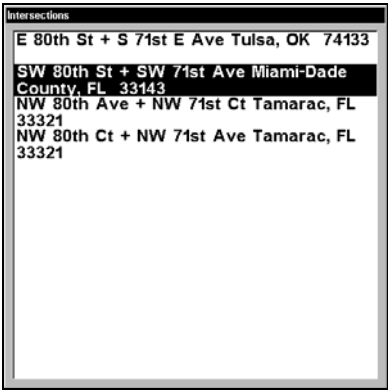 Intersections
E 80th St + S 71st E Ave Tulsa, OK 74133
SW 80th St + SW 71st Ave Miami-Dade
County, FL 33143
NW 80th Ave + NW 71st Ct Tamarac, FL
33321
NW 80th Ct + NW 71st Ave Tamarac, FL
33321